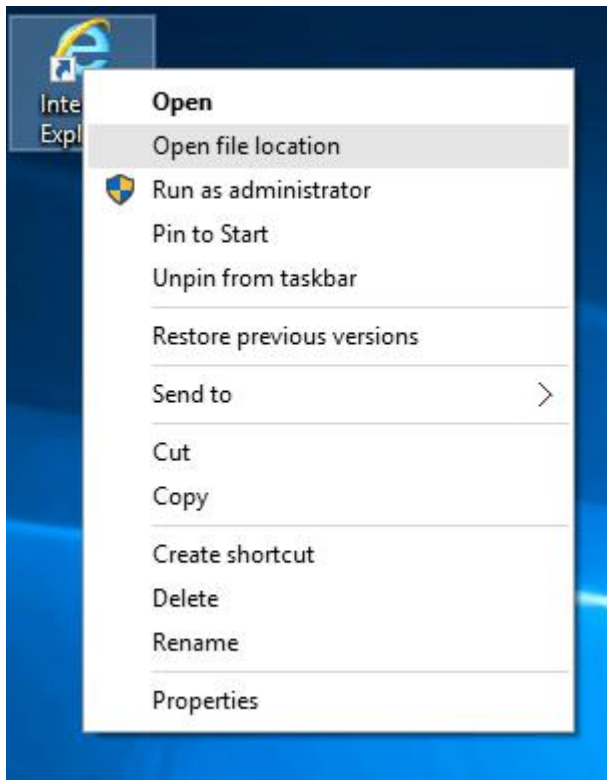 Inte
Expl
Open
Open file location
Run as administrator
Pin to Start
Unpin from taskbar
Restore previous versions
Send to
Cut
Copy
Create shortcut
Delete
Rename
Properties